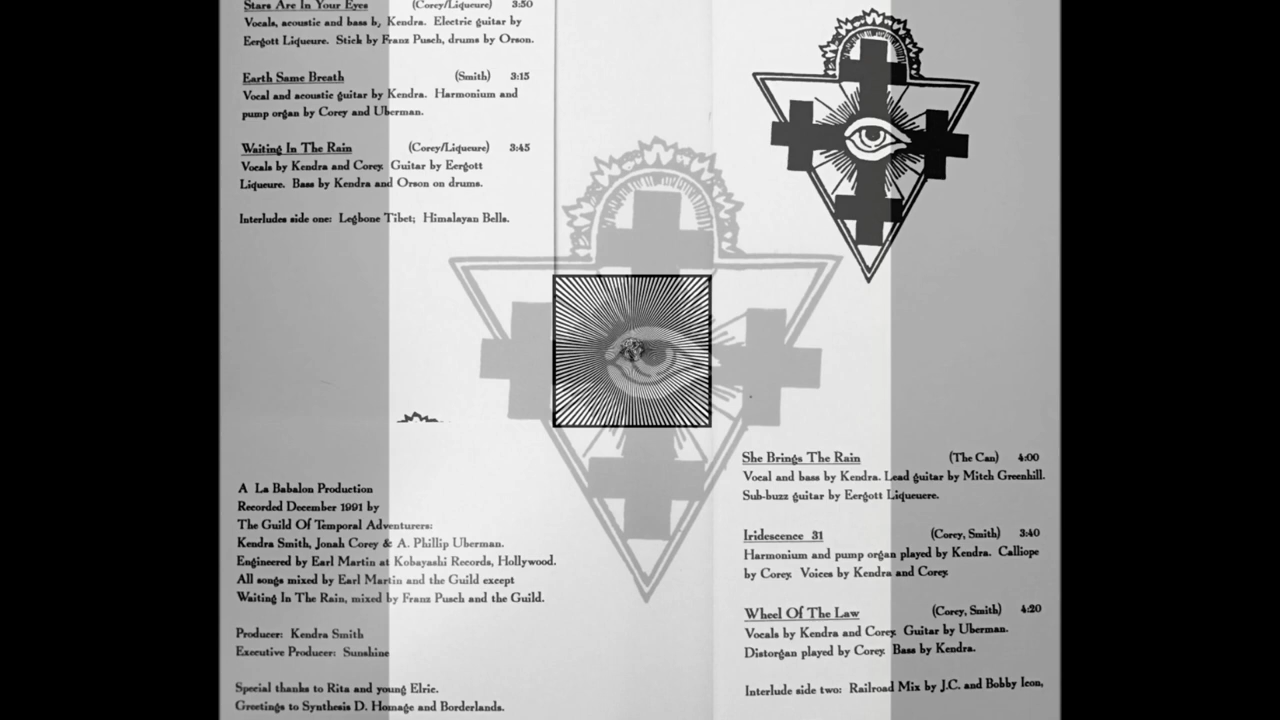 Stars Are In Your Eyes (Corey/Liqueure) 3:50
Vocals, acoustic and bass by Kendra. Electric guitar by
Eergott Liqueure. Stick by Franz Pusch, drums by Orson.
Earth Same Breath (Smith) 3:15
Vocal and acoustic guitar by Kendra. Harmonium and
pump organ by Corey and Uberman.
Waiting In The Rain (Corey/Liqueure) 3:45
Vocals by Kendra and Corey. Guitar by Eergott
Liqueure. Bass by Kendra and Orson on drums.
Interludes side one: Legbone Tibet; Himalayan Bells.
A La Babalon Production
Recorded December 1991 by
The Guild Of Temporal Adventurers:
Kendra Smith, Jonah Corey & A. Phillip Uberman.
Engineered by Earl Martin at Kobayashi Records, Hollywood.
All songs mixed by Earl Martin and the Guild except
Waiting In The Rain, mixed by Franz Pusch and the Guild.
Producer: Kendra Smith
Executive Producer: Sunshine
Special thanks to Rita and young Elric.
Greetings to Synthesis D. Homage and Borderlands.
She Brings The Rain (The Can) 4:00
Vocal and bass by Kendra. Lead guitar by Mitch Greenhill.
Sub-buzz guitar by Eergott Liqueuere.
Iridescence 31 (Corey, Smith) 3:40
Harmonium and pump organ played by Kendra. Calliope
by Corey. Voices by Kendra and Corey.
Wheel Of The Law (Corey, Smith) 4:20
Vocals by Kendra and Corey. Guitar by Uberman.
Distorgan played by Corey. Bass by Kendra.
Interlude side two: Railroad Mix by J.C. and Bobby Icon,